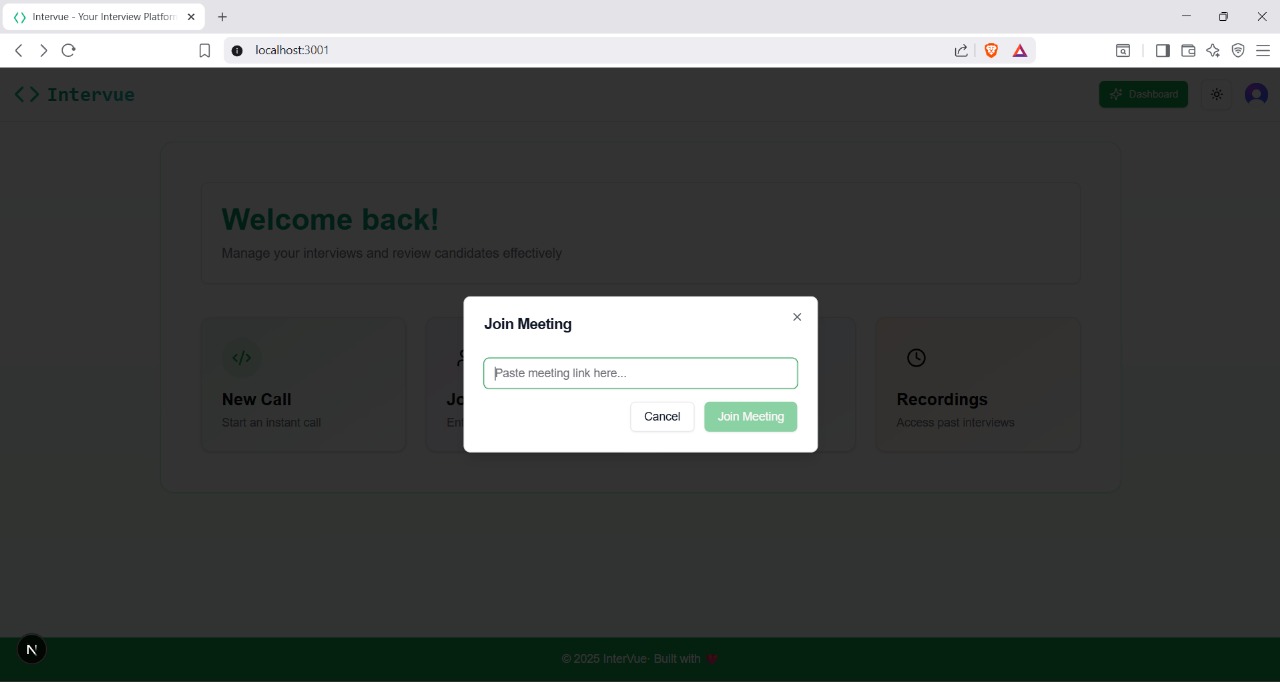 Intervue - Your Interview Platform
localhost:3001
Intervue
Dashboard
Welcome back!
Manage your interviews and review candidates effectively
Join Meeting
Paste meeting link here...
Cancel
Join Meeting
New Call
Start an instant call
Jo
Ent
Recordings
Access past interviews
N
© 2025 InterVue· Built with